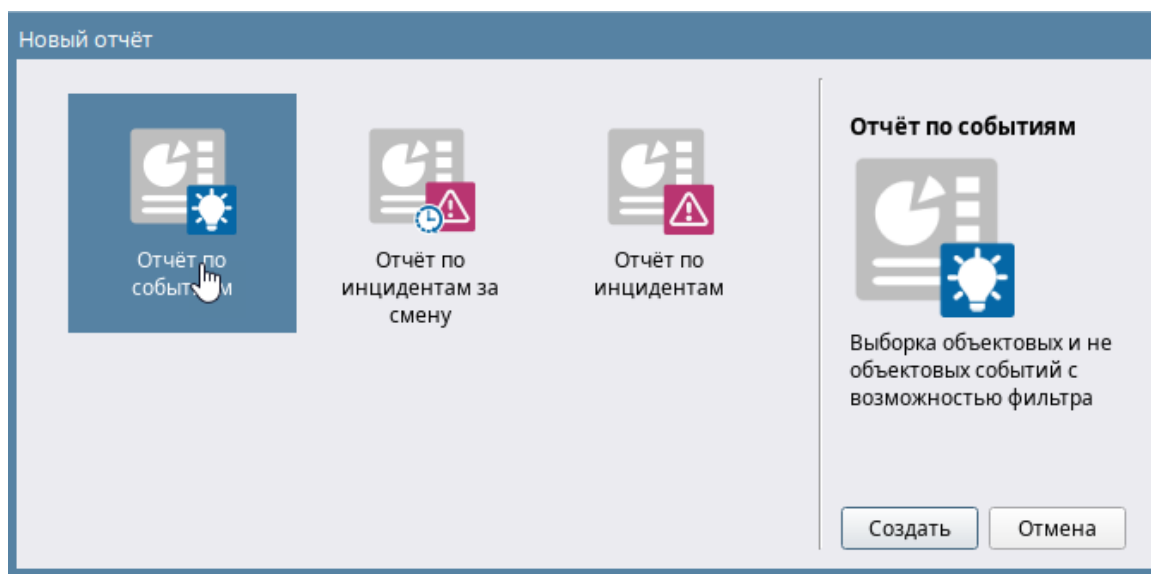 Новый отчёт
Отчёт по
Отчёт по
инцидентам за
смену
Отчёт по
инцидентам
Отчёт по событиям
Выборка объектовых и не
объектовых событий с
возможностью фильтра
Создать
Отмена